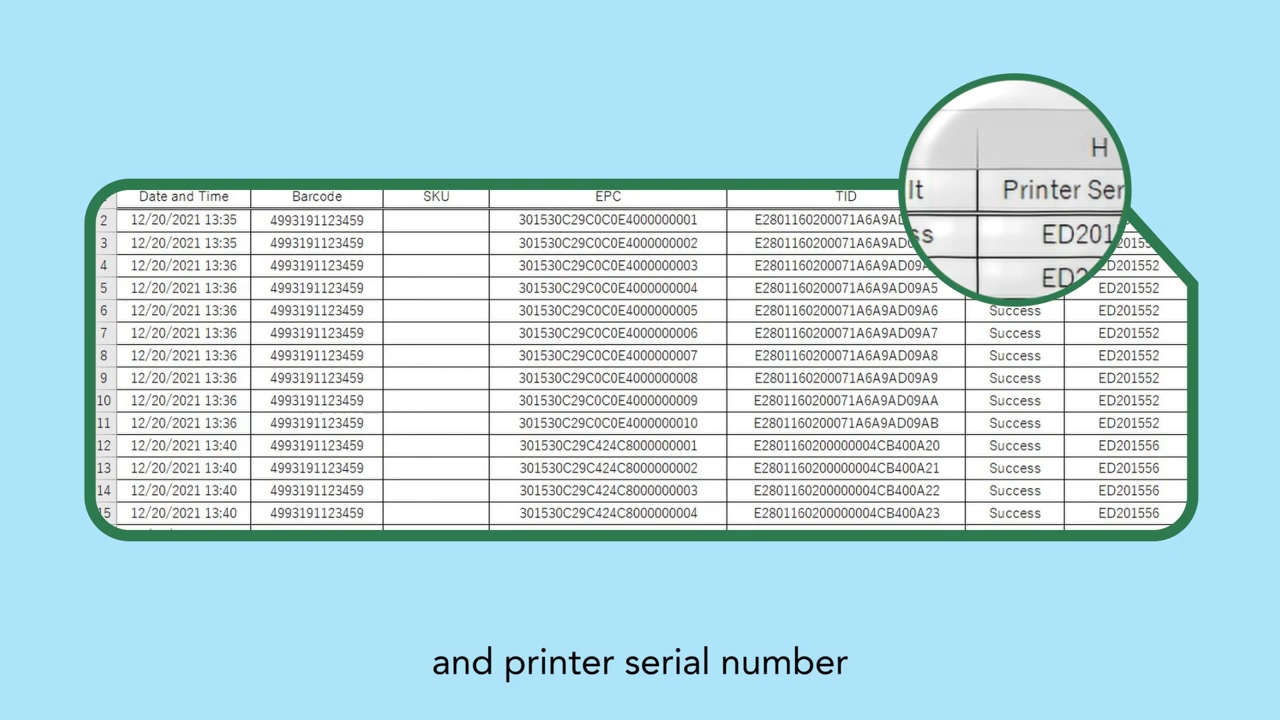 H
lt Printer Ser
Date and Time Barcode SKU EPC TID
2 12/20/2021 13:35 4993191123459 301530C29C0C0E4000000001 E2801160200071A6A9AD ss ED201
3 12/20/2021 13:35 4993191123459 301530C29C0C0E4000000002 E2801160200071A6A9AD0
4 12/20/2021 13:36 4993191123459 301530C29C0C0E4000000003 E2801160200071A6A9AD09A ED2 ED201552
5 12/20/2021 13:36 4993191123459 301530C29C0C0E4000000004 E2801160200071A6A9AD09A5 ED201552
6 12/20/2021 13:36 4993191123459 301530C29C0C0E4000000005 E2801160200071A6A9AD09A6 Success ED201552
7 12/20/2021 13:36 4993191123459 301530C29C0C0E4000000006 E2801160200071A6A9AD09A7 Success ED201552
8 12/20/2021 13:36 4993191123459 301530C29C0C0E4000000007 E2801160200071A6A9AD09A8 Success ED201552
9 12/20/2021 13:36 4993191123459 301530C29C0C0E4000000008 E2801160200071A6A9AD09A9 Success ED201552
10 12/20/2021 13:36 4993191123459 301530C29C0C0E4000000009 E2801160200071A6A9AD09AA Success ED201552
11 12/20/2021 13:36 4993191123459 301530C29C0C0E4000000010 E2801160200071A6A9AD09AB Success ED201552
12 12/20/2021 13:40 4993191123459 301530C29C424C8000000001 E2801160200000004CB400A20 Success ED201556
13 12/20/2021 13:40 4993191123459 301530C29C424C8000000002 E2801160200000004CB400A21 Success ED201556
14 12/20/2021 13:40 4993191123459 301530C29C424C8000000003 E2801160200000004CB400A22 Success ED201556
15 12/20/2021 13:40 4993191123459 301530C29C424C8000000004 E2801160200000004CB400A23 Success ED201556
and printer serial number